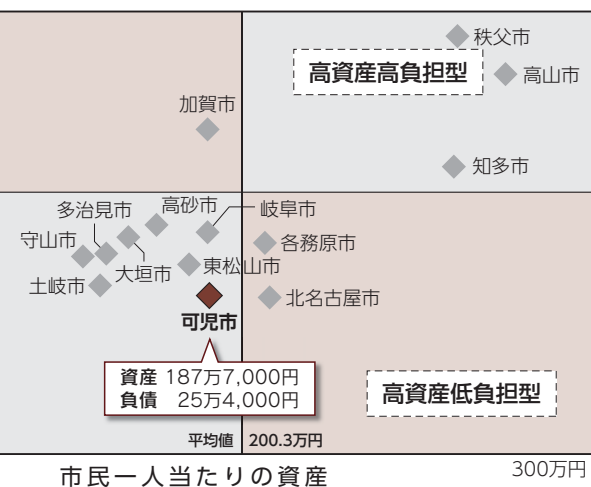 秩父市
高資産高負担型
高山市
加賀市
知多市
多治見市
高砂市
岐阜市
守山市
各務原市
大垣市
東松山市
土岐市
北名古屋市
可児市
資産 187万7,000円
負債 25万4,000円
高資産低負担型
平均値 200.3万円
市民一人当たりの資産
300万円